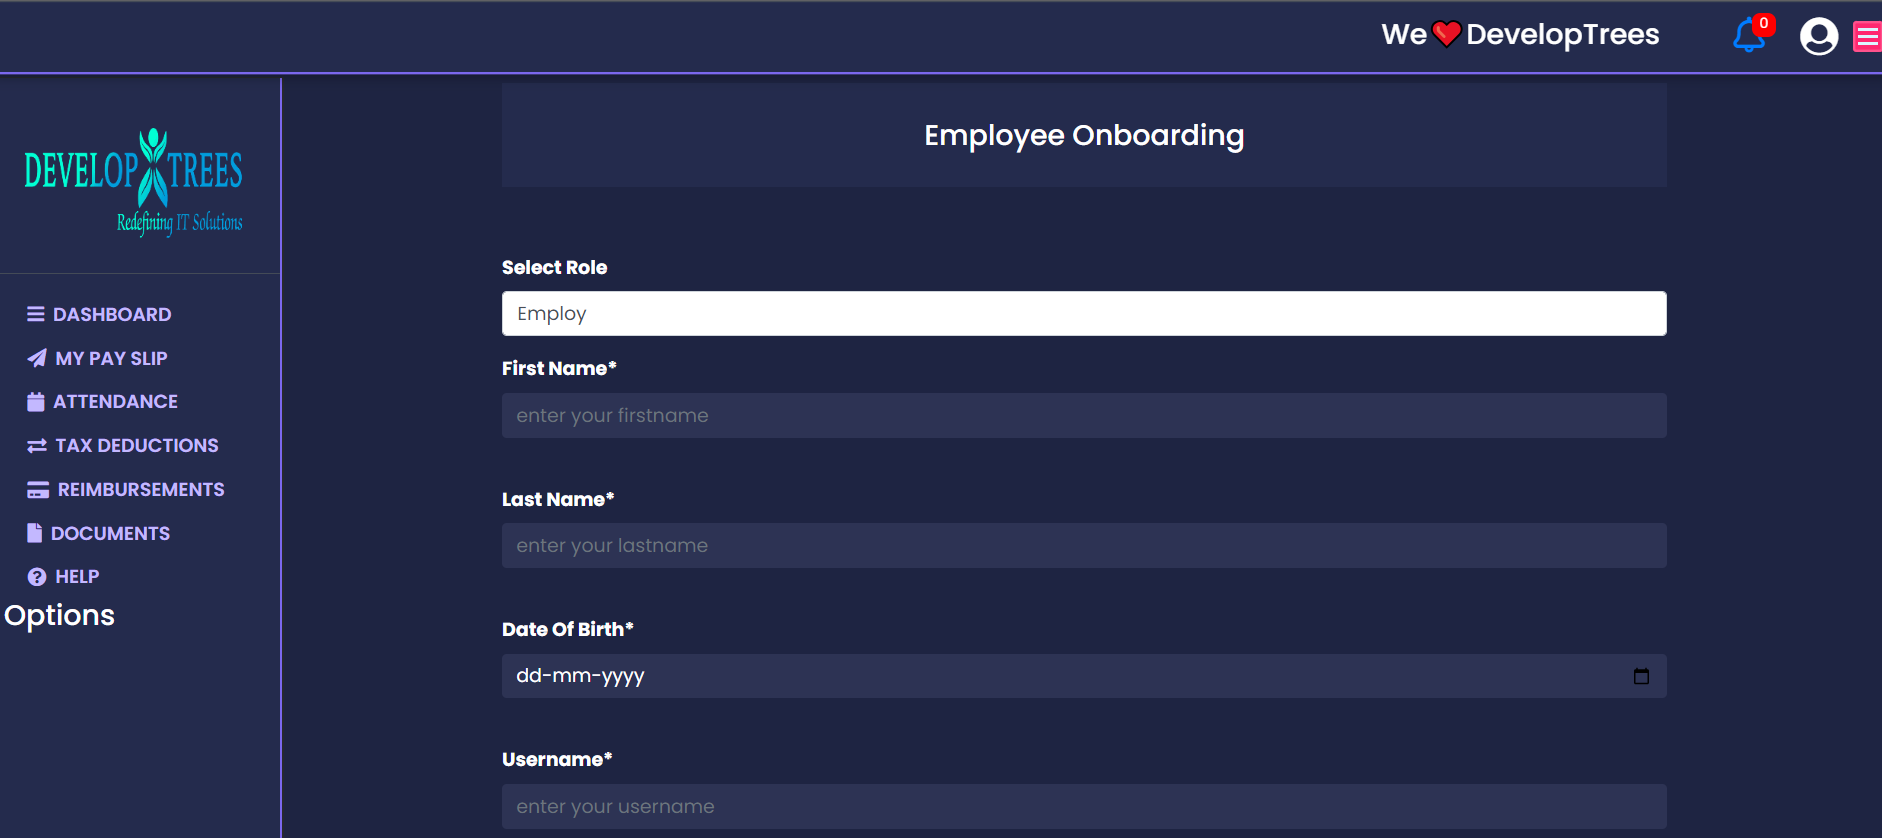 We❤️DevelopTrees
0
DEVELOP TREES
Redefining IT Solutions
DASHBOARD
MY PAY SLIP
ATTENDANCE
TAX DEDUCTIONS
REIMBURSEMENTS
DOCUMENTS
HELP
Options
Employee Onboarding
Select Role
Employ
First Name*
enter your firstname
Last Name*
enter your lastname
Date Of Birth*
dd-mm-yyyy
Username*
enter your username